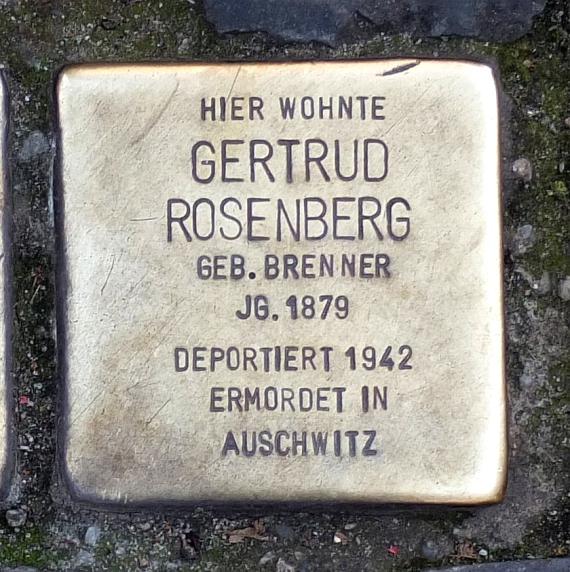 HIER WOHNTE
GERTRUD
ROSENBERG
GEB. BRENNER
JG. 1879
DEPORTIERT 1942
ERMORDET IN
AUSCHWITZ